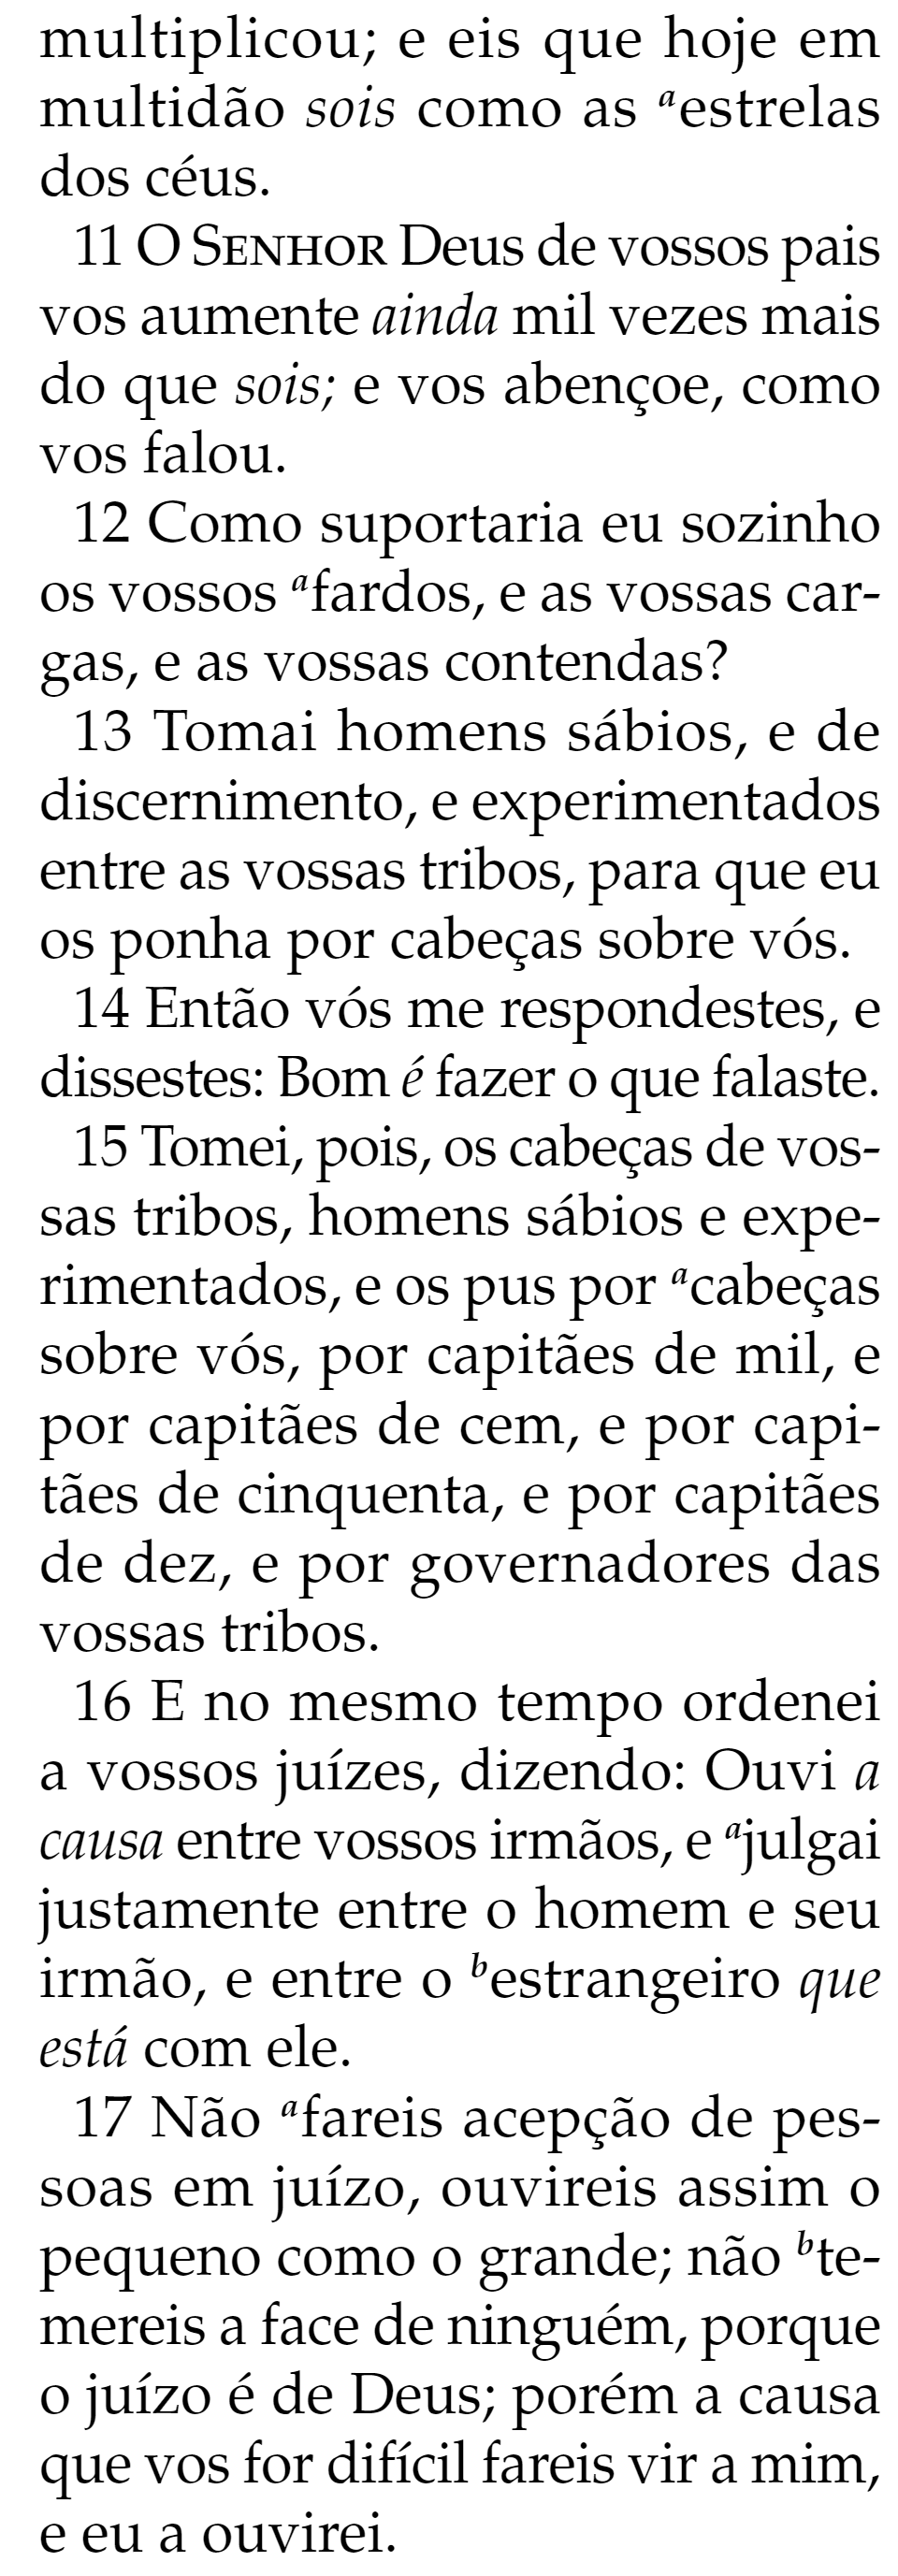 multiplicou; e eis que hoje em
multidão sois como as ᵃestrelas
dos céus.
11 O SENHOR Deus de vossos pais
vos aumente ainda mil vezes mais
do que sois; e vos abençoe, como
vos falou.
12 Como suportaria eu sozinho
os vossos ᵃfardos, e as vossas car-
gas, e as vossas contendas?
13 Tomai homens sábios, e de
discernimento, e experimentados
entre as vossas tribos, para que eu
os ponha por cabeças sobre vós.
14 Então vós me respondestes, e
dissestes: Bom é fazer o que falaste.
15 Tomei, pois, os cabeças de vos-
sas tribos, homens sábios e expe-
rimentados, e os pus por ᵃcabeças
sobre vós, por capitães de mil, e
por capitães de cem, e por capi-
tães de cinquenta, e por capitães
de dez, e por governadores das
vossas tribos.
16 E no mesmo tempo ordenei
a vossos juízes, dizendo: Ouvi a
causa entre vossos irmãos, e ᵃjulgai
justamente entre o homem e seu
irmão, e entre o ᵇestrangeiro que
está com ele.
17 Não ᵃfareis acepção de pes-
soas em juízo, ouvireis assim o
pequeno como o grande; não ᵇte-
mereis a face de ninguém, porque
o juízo é de Deus; porém a causa
que vos for difícil fareis vir a mim,
e eu a ouvirei.